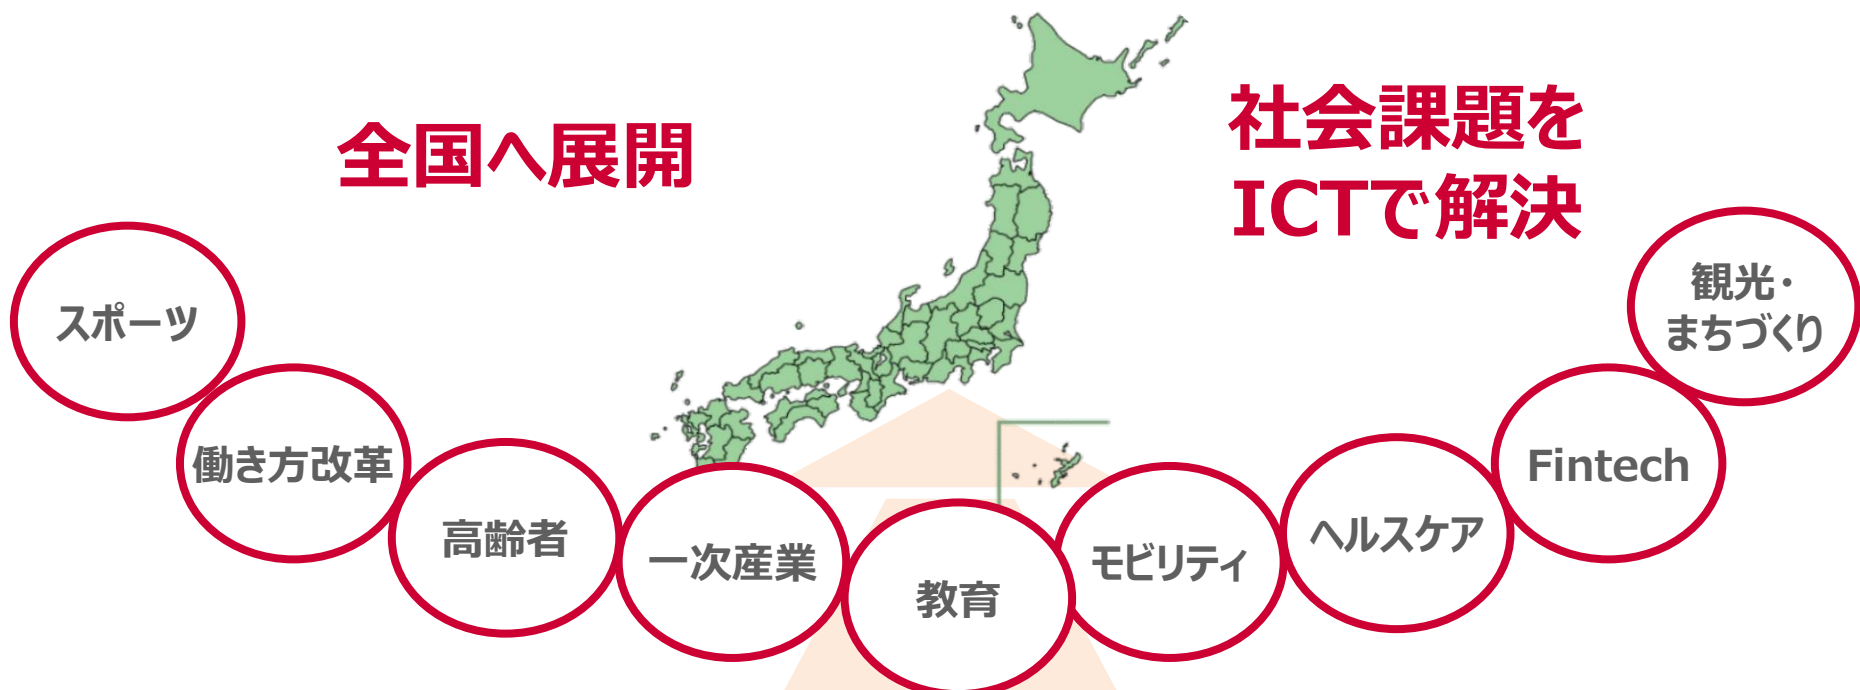 全国へ展開
社会課題を
ICTで解決
スポーツ
働き方改革
高齢者
一次産業
教育
モビリティ
ヘルスケア
Fintech
観光・
まちづくり